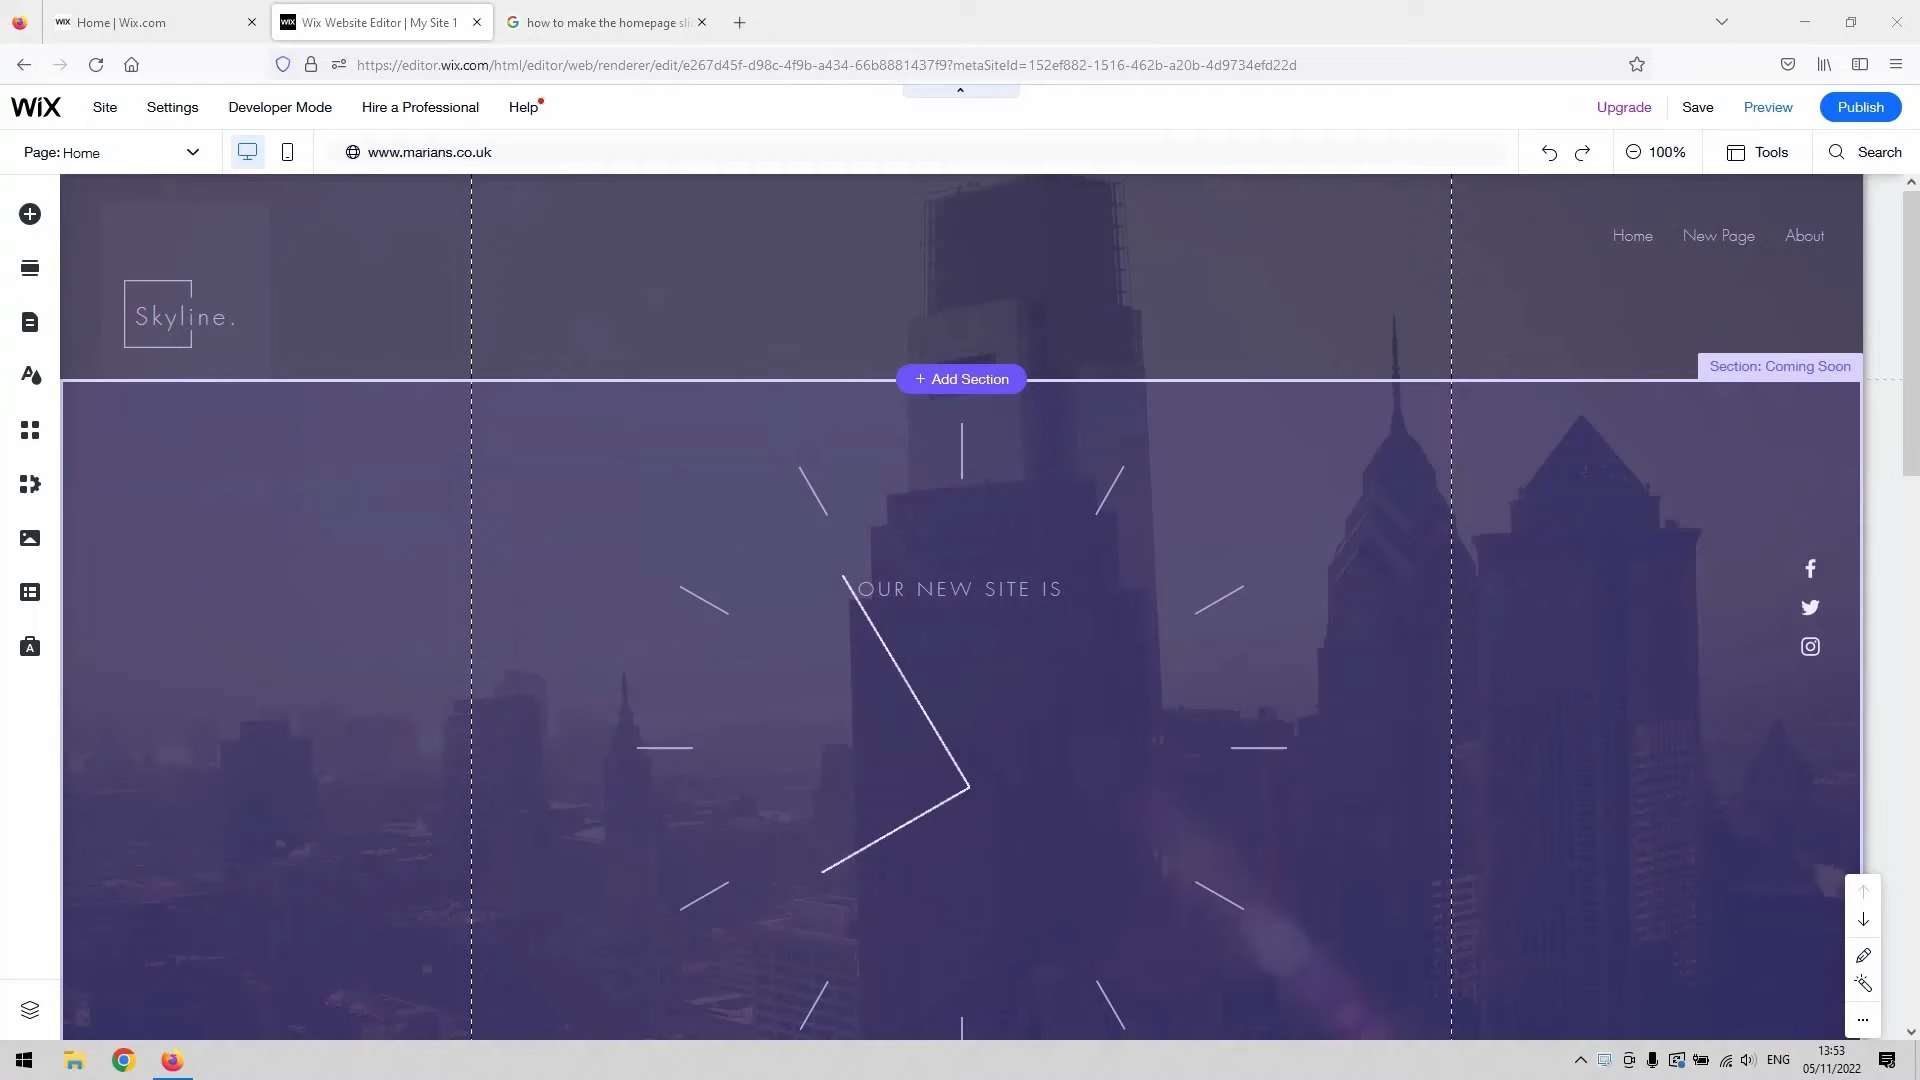 Home | Wix.com
Wix Website Editor | My Site 1
how to make the homepage sli
https://editor.wix.com/html/editor/web/renderer/edit/e267d45f-d98c-4f9b-a434-66b8881437f9?metaSiteId=152ef882-1516-462b-a20b-4d9734efd22d
WiX Site Settings Developer Mode Hire a Professional Help Upgrade Save Preview Publish
Page: Home www.marians.co.uk 100% Tools Search
Home New Page About
Skyline.
Section: Coming Soon
+ Add Section
OUR NEW SITE IS
ENG
13:53
05/11/2022